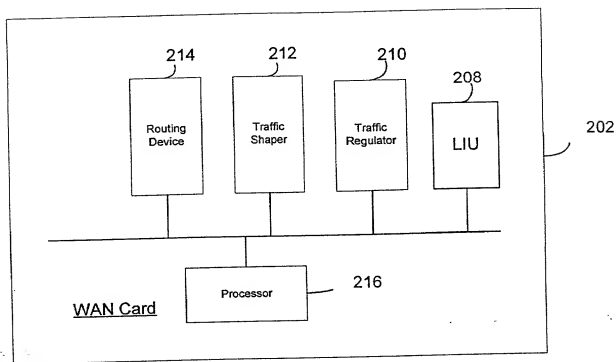 214
212
210
208
202
Routing
Device
Traffic
Shaper
Traffic
Regulator
LIU
Processor
216
WAN Card